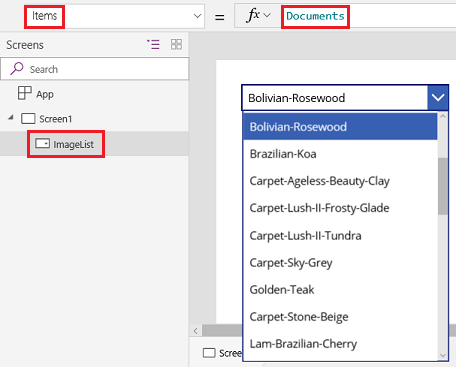 Items
=
fx
Documents
Screens
Search
App
Screen1
ImageList
Bolivian-Rosewood
Bolivian-Rosewood
Brazilian-Koa
Carpet-Ageless-Beauty-Clay
Carpet-Lush-II-Frosty-Glade
Carpet-Lush-II-Tundra
Carpet-Sky-Grey
Golden-Teak
Carpet-Stone-Beige
Lam-Brazilian-Cherry
Scree